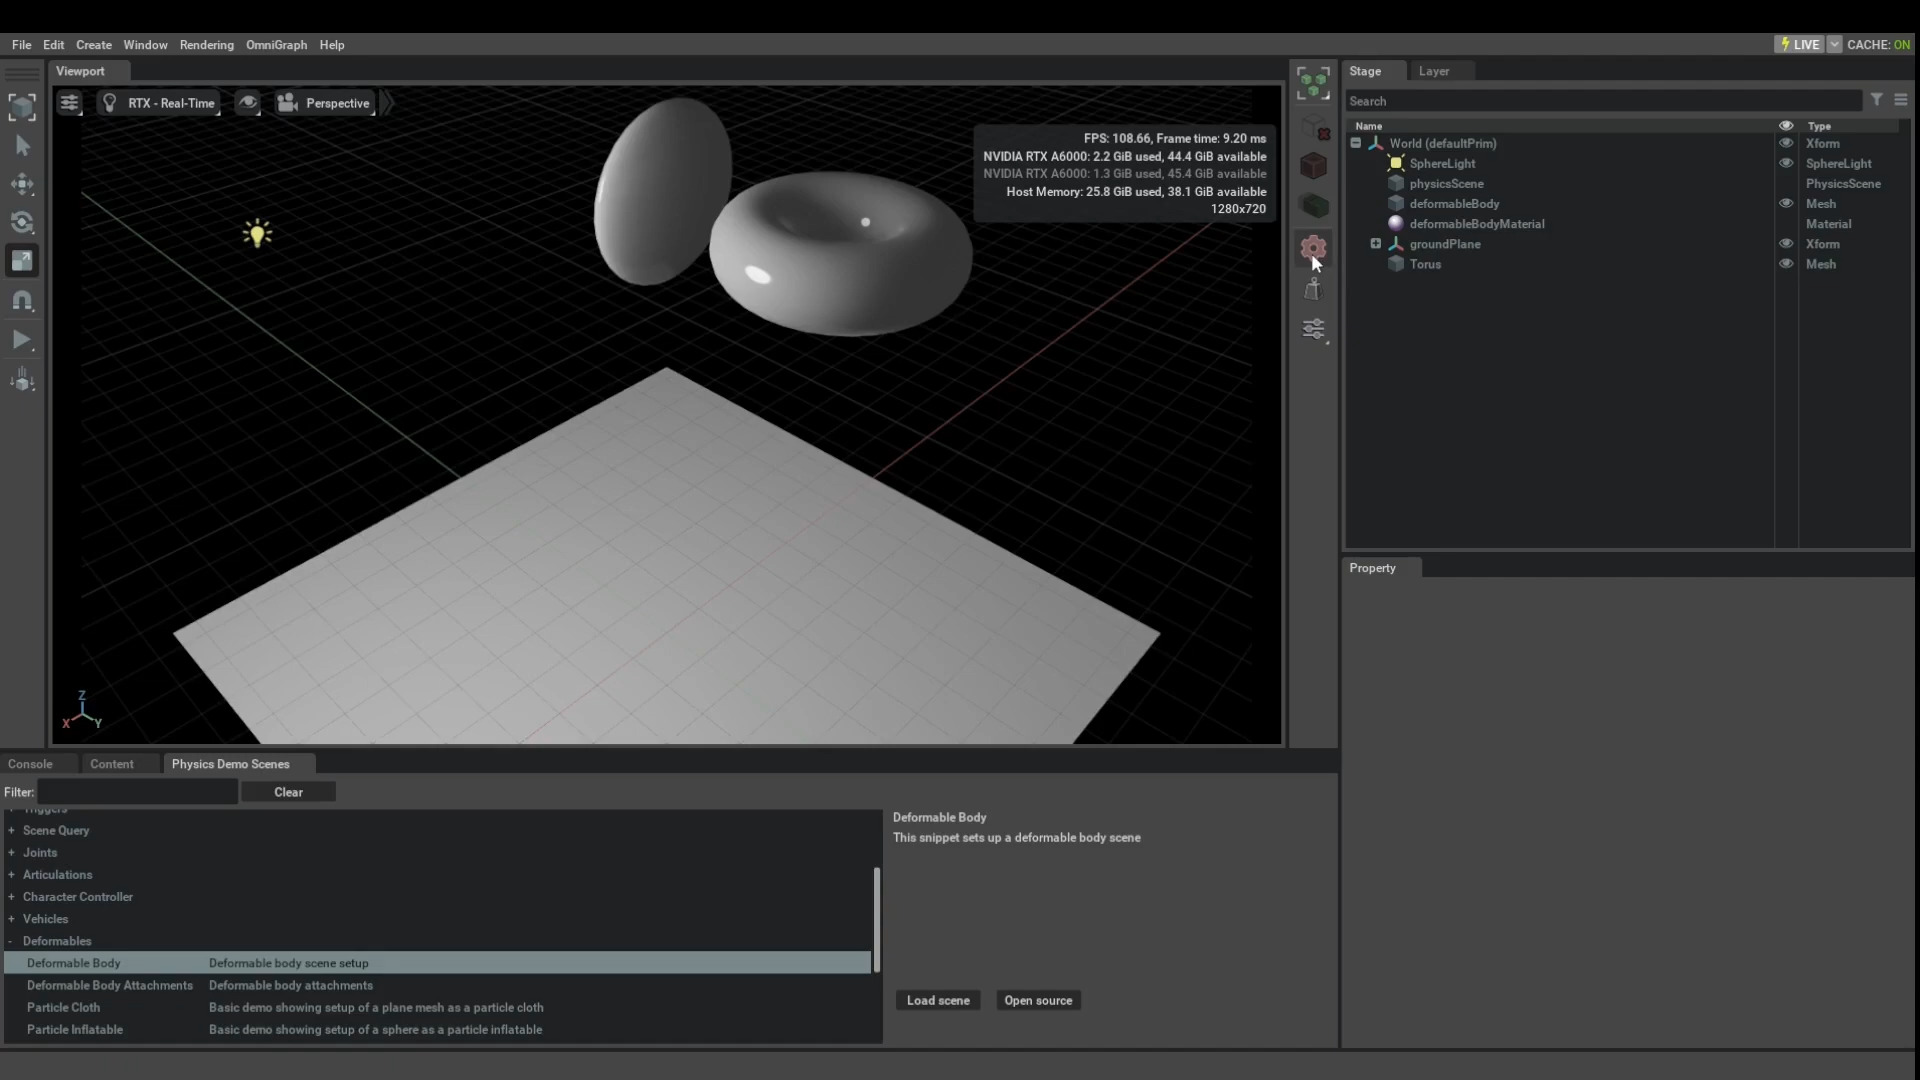 File Edit Create Window Rendering OmniGraph Help
LIVE CACHE: ON
Viewport
RTX - Real-Time
Perspective
FPS: 108.66, Frame time: 9.20 ms
NVIDIA RTX A6000: 2.2 GiB used, 44.4 GiB available
NVIDIA RTX A6000: 1.3 GiB used, 45.4 GiB available
Host Memory: 25.8 GiB used, 38.1 GiB available
1280x720
Z
X Y
Stage Layer
Search
Name Type
World (defaultPrim) Xform
SphereLight SphereLight
physicsScene PhysicsScene
deformableBody Mesh
deformableBodyMaterial Material
groundPlane Xform
Torus Mesh
Property
Console Content Physics Demo Scenes
Filter: Clear
Triggers
+ Scene Query
+ Joints
+ Articulations
+ Character Controller
+ Vehicles
- Deformables
Deformable Body Deformable body scene setup
Deformable Body Attachments Deformable body attachments
Particle Cloth Basic demo showing setup of a plane mesh as a particle cloth
Particle Inflatable Basic demo showing setup of a sphere as a particle inflatable
Deformable Body
This snippet sets up a deformable body scene
Load scene Open source